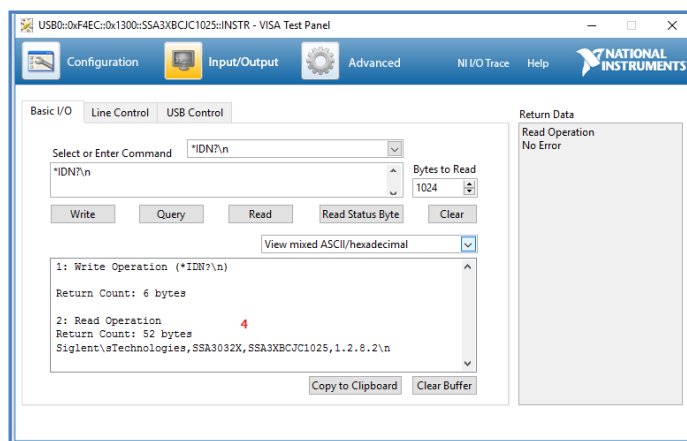 USB0::0xF4EC::0x1300::SSA3XBCJC1025::INSTR - VISA Test Panel
Configuration Input/Output Advanced NI I/O Trace Help NATIONAL INSTRUMENTS
Basic I/O Line Control USB Control
Select or Enter Command *IDN?\n
*IDN?\n
Bytes to Read
1024
Write Query Read Read Status Byte Clear
View mixed ASCII/hexadecimal
1: Write Operation (*IDN?\n)
Return Count: 6 bytes
2: Read Operation
4
Return Count: 52 bytes
Siglent\sTechnologies,SSA3032X,SSA3XBCJC1025,1.2.8.2\n
Copy to Clipboard Clear Buffer
Return Data
Read Operation
No Error